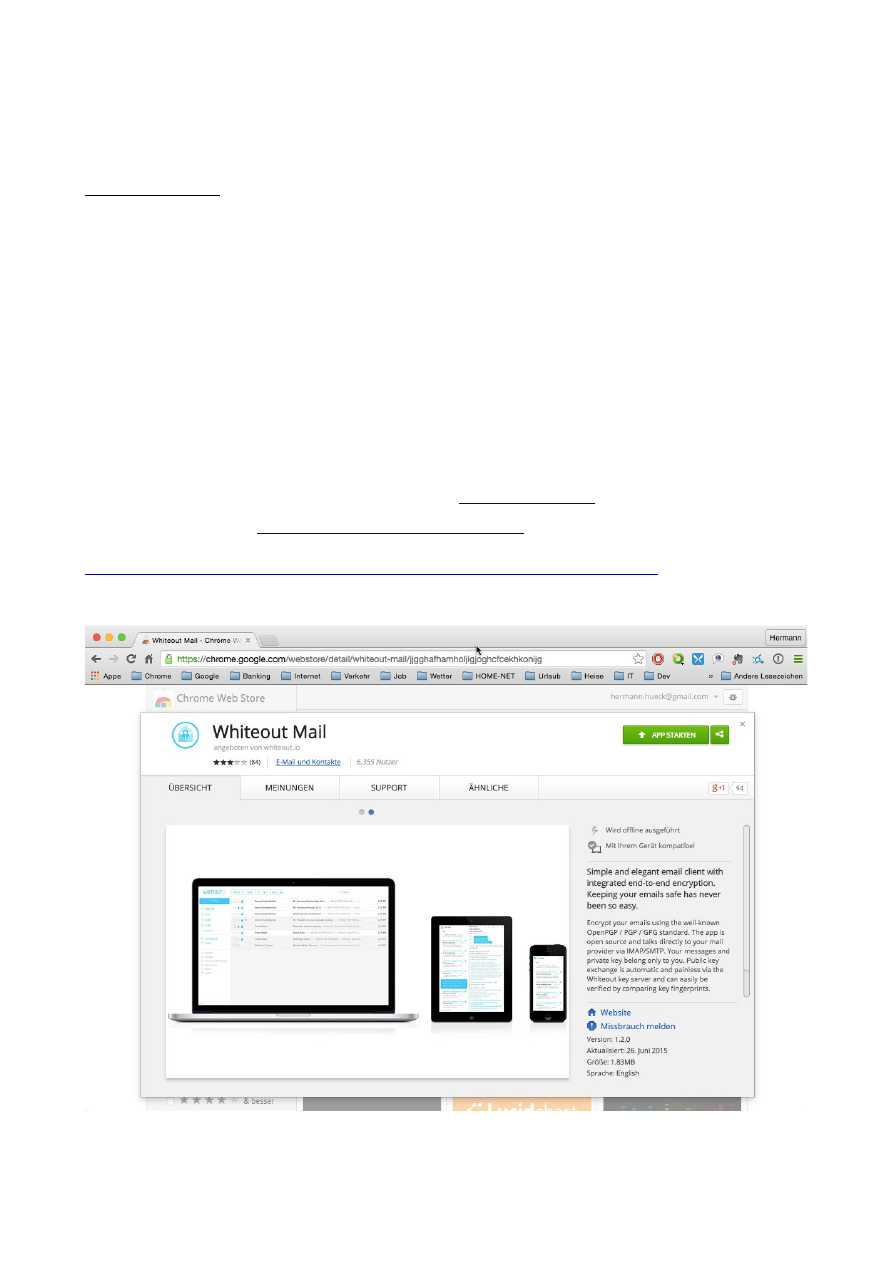 Whiteout Mail - Chrome We
Hermann
https://chrome.google.com/webstore/detail/whiteout-mail/jjgghafhamholjigjoghcfcekhkonijg
Apps Chrome Google Banking Internet Verkehr Job Wetter HOME-NET Urlaub Heise IT Dev » Andere Lesezeichen
Chrome Web Store
hermann.hueck@gmail.com
Whiteout Mail
angeboten von whiteout.io
(84) E-Mail und Kontakte 6.355 Nutzer
APP STARTEN
ÜBERSICHT MEINUNGEN SUPPORT ÄHNLICHE
g+1 94
Wird offline ausgeführt
Mit Ihrem Gerät kompatibel
Simple and elegant email client with
integrated end-to-end encryption.
Keeping your emails safe has never
been so easy.
Encrypt your emails using the well-known
OpenPGP / PGP / GPG standard. The app is
open source and talks directly to your mail
provider via IMAP/SMTP. Your messages and
private key belong only to you. Public key
exchange is automatic and painless via the
Whiteout key server and can easily be
verified by comparing key fingerprints.
Website
Missbrauch melden
Version: 1.2.0
Aktualisiert: 26. Juni 2015
Größe: 1.83MB
Sprache: English
& besser